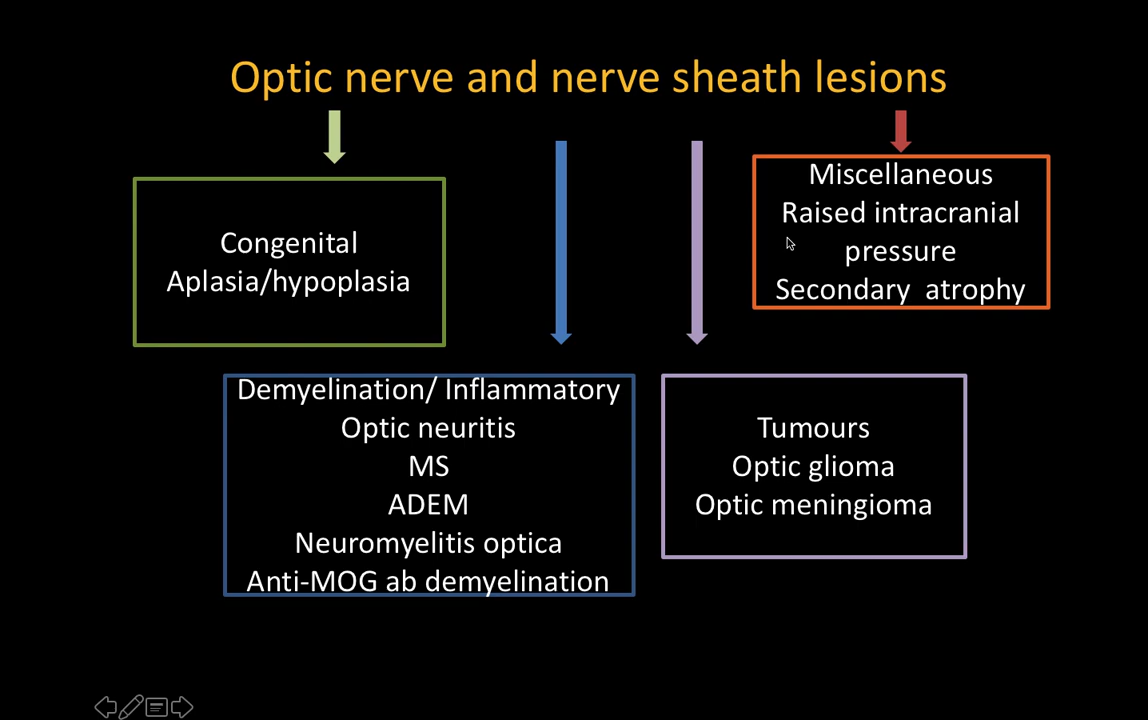 Optic nerve and nerve sheath lesions
Congenital
Aplasia/hypoplasia
Miscellaneous
Raised intracranial
pressure
Secondary atrophy
Demyelination/ Inflammatory
Optic neuritis
MS
ADEM
Neuromyelitis optica
Anti-MOG ab demyelination
Tumours
Optic glioma
Optic meningioma